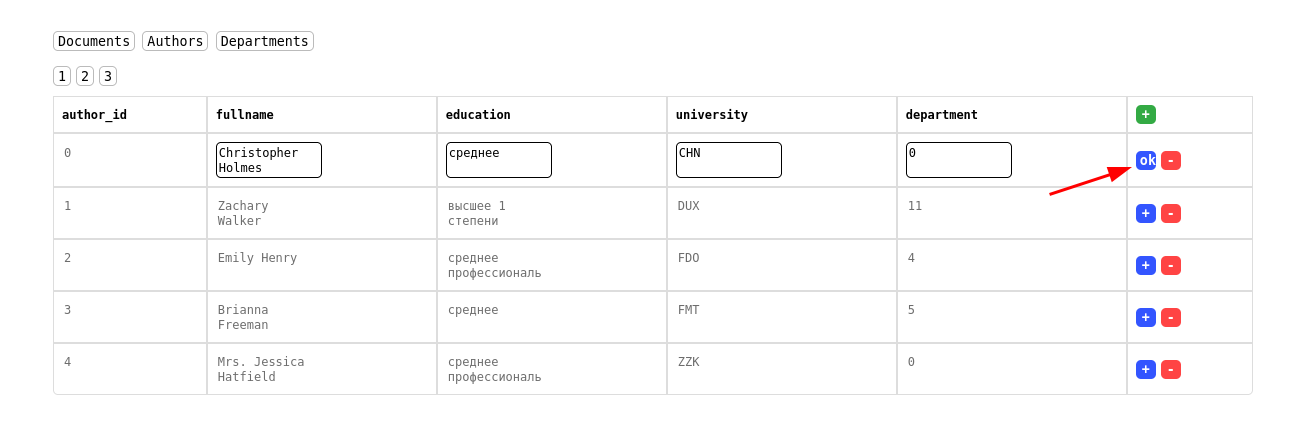 Documents Authors Departments
1 2 3
author_id fullname education university department +
0 Christopher Holmes среднее CHN 0 ok -
1 Zachary Walker высшее 1 степени DUX 11 + -
2 Emily Henry среднее профессиональ FDO 4 + -
3 Brianna Freeman среднее FMT 5 + -
4 Mrs. Jessica Hatfield среднее профессиональ ZZK 0 + -